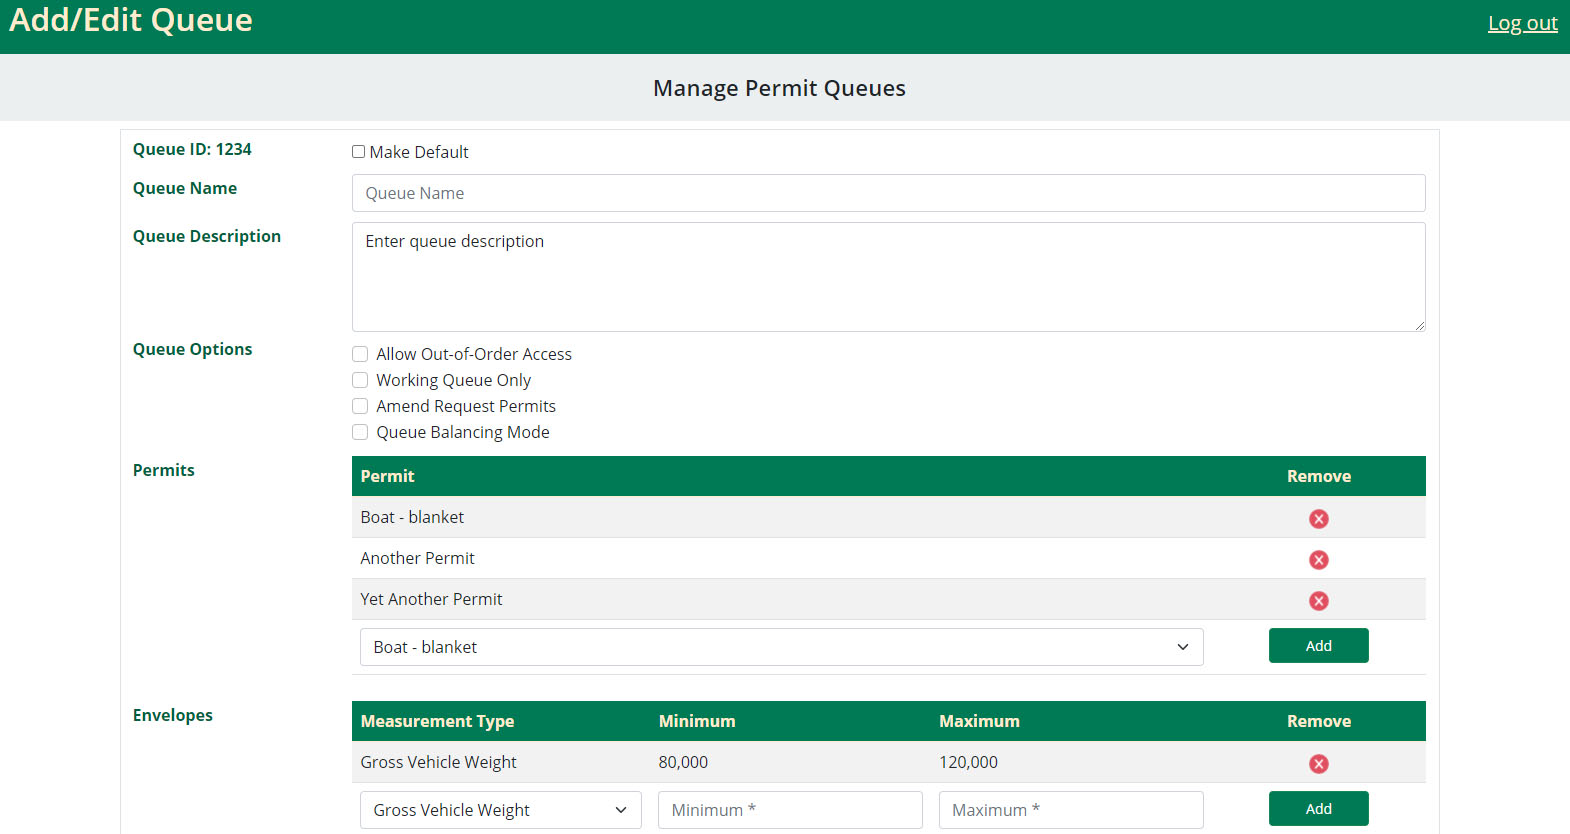 Add/Edit Queue
Log out
Manage Permit Queues
Queue ID: 1234
Make Default
Queue Name
Queue Name
Queue Description
Enter queue description
Queue Options
Allow Out-of-Order Access
Working Queue Only
Amend Request Permits
Queue Balancing Mode
Permits
Permit Remove
Boat - blanket
Another Permit
Yet Another Permit
Boat - blanket Add
Envelopes
Measurement Type Minimum Maximum Remove
Gross Vehicle Weight 80,000 120,000
Gross Vehicle Weight Minimum * Maximum * Add